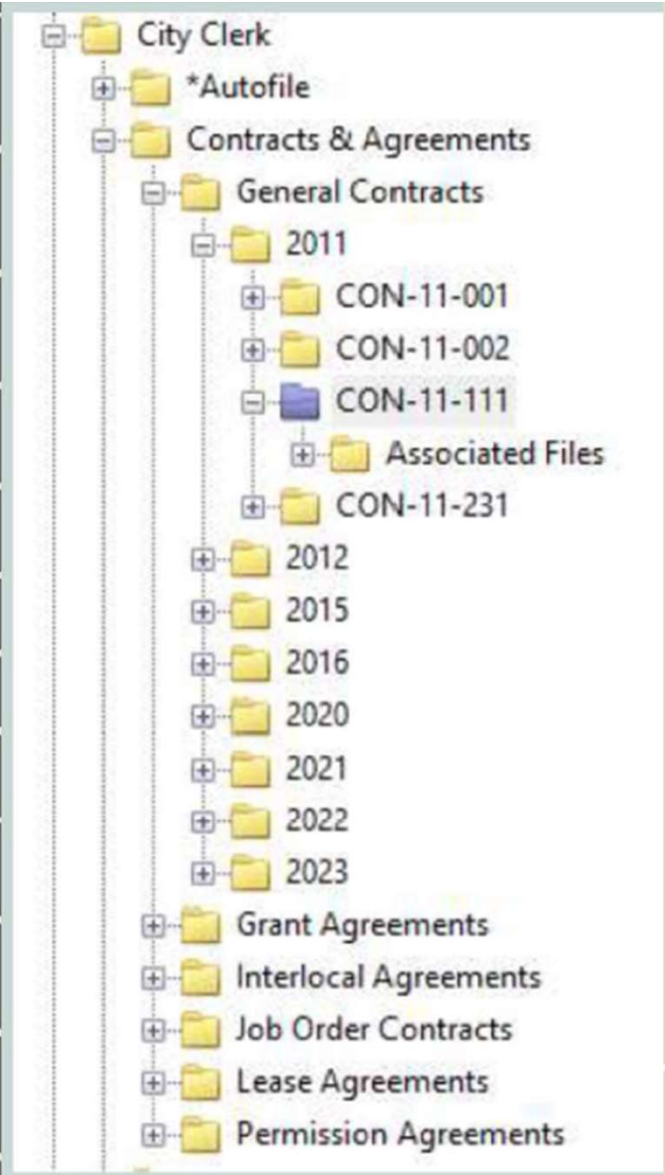 City Clerk
*Autofile
Contracts & Agreements
General Contracts
2011
CON-11-001
CON-11-002
CON-11-111
Associated Files
CON-11-231
2012
2015
2016
2020
2021
2022
2023
Grant Agreements
Interlocal Agreements
Job Order Contracts
Lease Agreements
Permission Agreements